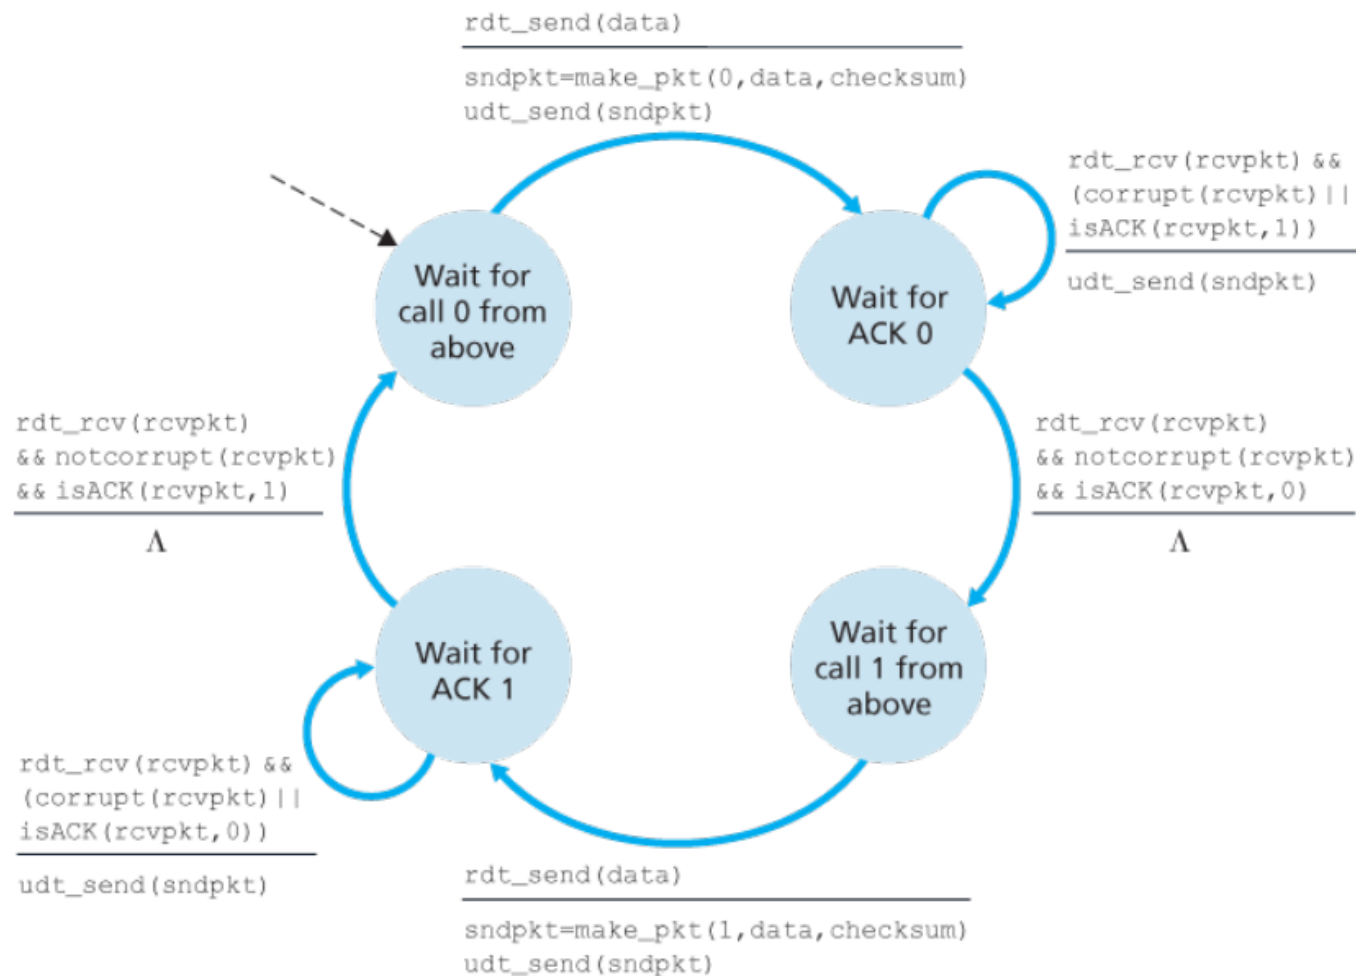 rdt_send(data)
sndpkt=make_pkt(0,data,checksum)
udt_send(sndpkt)
rdt_rcv(rcvpkt) &&
(corrupt(rcvpkt)||
isACK(rcvpkt,1))
udt_send(sndpkt)
Wait for
call 0 from
above
Wait for
ACK 0
rdt_rcv(rcvpkt)
&& notcorrupt(rcvpkt)
&& isACK(rcvpkt,1)
Λ
rdt_rcv(rcvpkt)
&& notcorrupt(rcvpkt)
&& isACK(rcvpkt,0)
Λ
Wait for
ACK 1
Wait for
call 1 from
above
rdt_rcv(rcvpkt) &&
(corrupt(rcvpkt)||
isACK(rcvpkt,0))
udt_send(sndpkt)
rdt_send(data)
sndpkt=make_pkt(1,data,checksum)
udt_send(sndpkt)